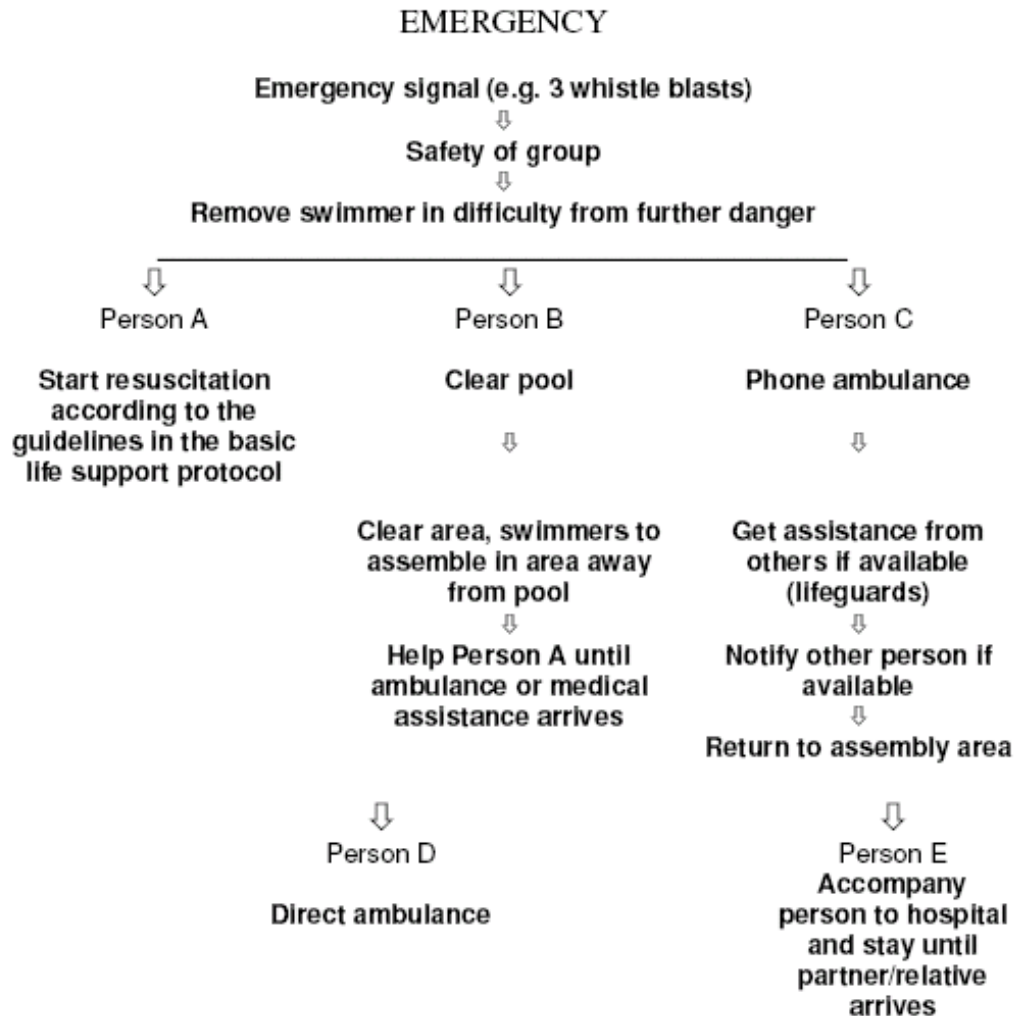 EMERGENCY
Emergency signal (e.g. 3 whistle blasts)
Safety of group
Remove swimmer in difficulty from further danger
Person A
Start resuscitation
according to the
guidelines in the basic
life support protocol
Person B
Clear pool
Clear area, swimmers to
assemble in area away
from pool
Help Person A until
ambulance or medical
assistance arrives
Person C
Phone ambulance
Get assistance from
others if available
(lifeguards)
Notify other person if
available
Return to assembly area
Person D
Direct ambulance
Person E
Accompany
person to hospital
and stay until
partner/relative
arrives